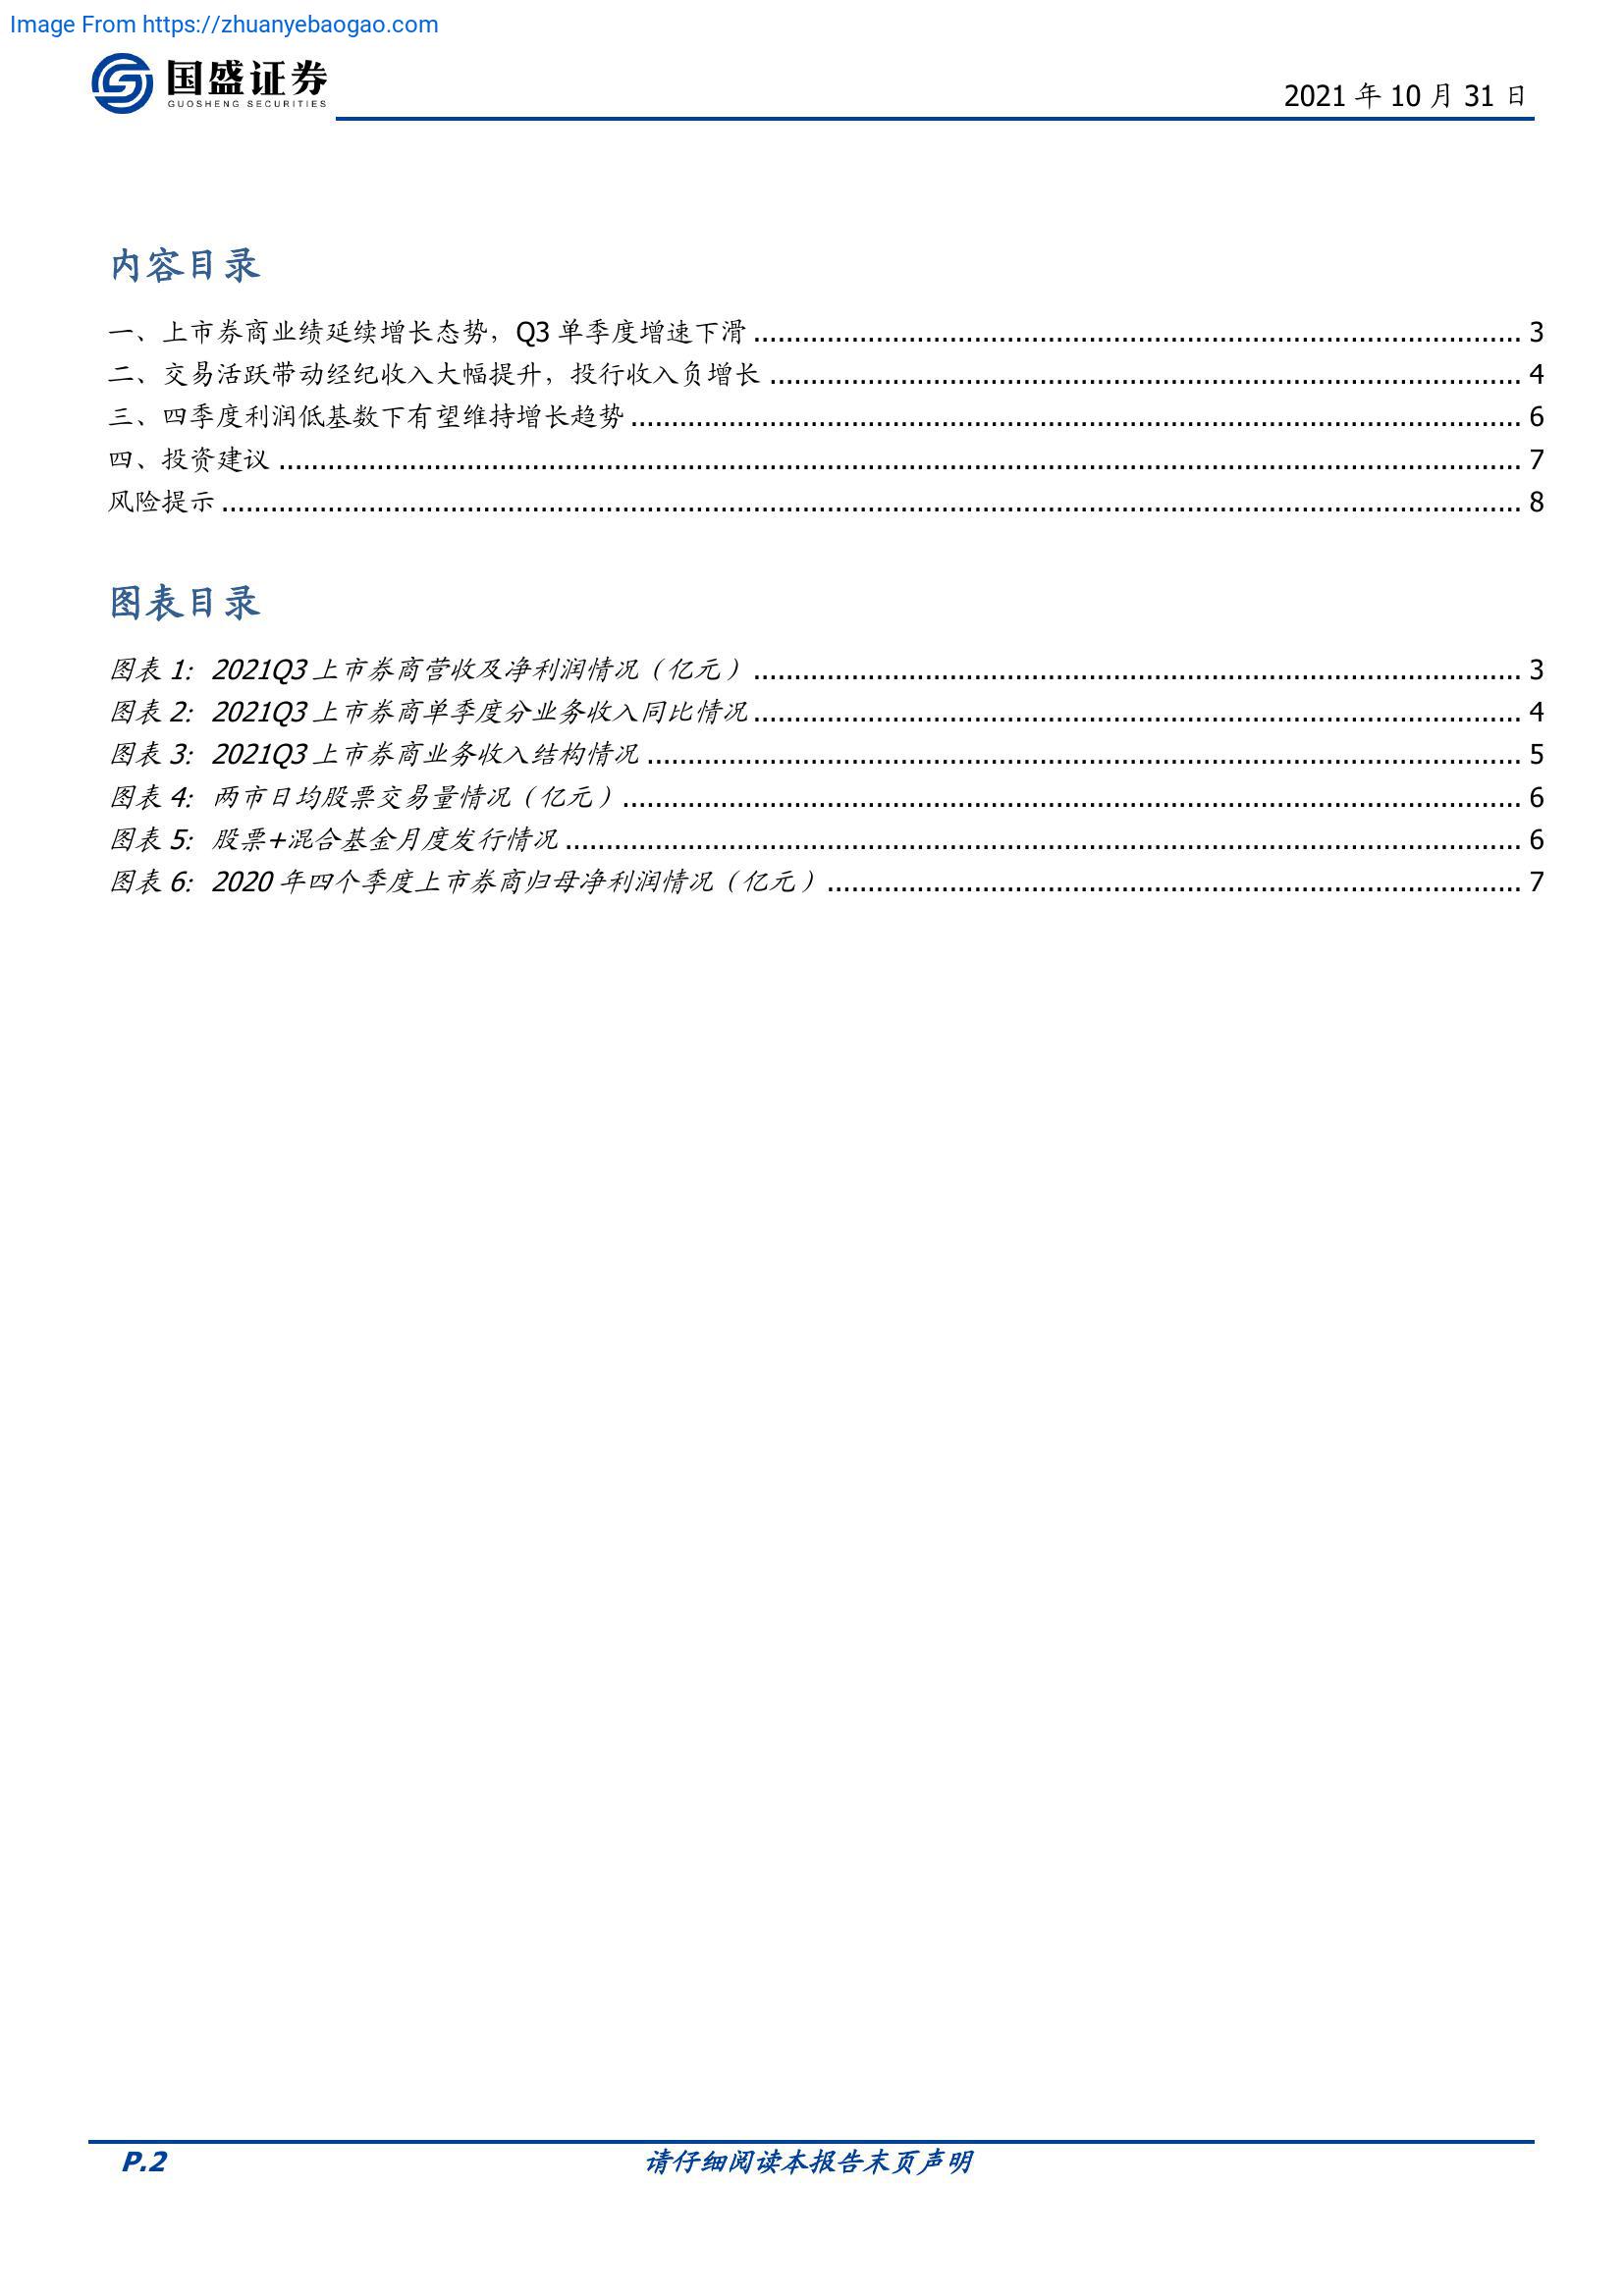 Image From https://zhuanyebaogao.com
国盛证券
GUOSHENG SECURITIES
2021 年 10 月 31 日
内容目录
一、上市券商业绩延续增长态势，Q3 单季度增速下滑 ........................................ 3
二、交易活跃带动经纪收入大幅提升，投行收入负增长 ........................................ 4
三、四季度利润低基数下有望维持增长趋势 ........................................ 6
四、投资建议 ........................................ 7
风险提示 ........................................ 8
图表目录
图表 1： 2021Q3 上市券商营收及净利润情况（亿元） ........................................ 3
图表 2： 2021Q3 上市券商单季度分业务收入同比情况 ........................................ 4
图表 3： 2021Q3 上市券商业务收入结构情况 ........................................ 5
图表 4： 两市日均股票交易量情况（亿元） ........................................ 6
图表 5： 股票+混合基金月度发行情况 ........................................ 6
图表 6： 2020 年四个季度上市券商归母净利润情况（亿元） ........................................ 7
P.2
请仔细阅读本报告末页声明